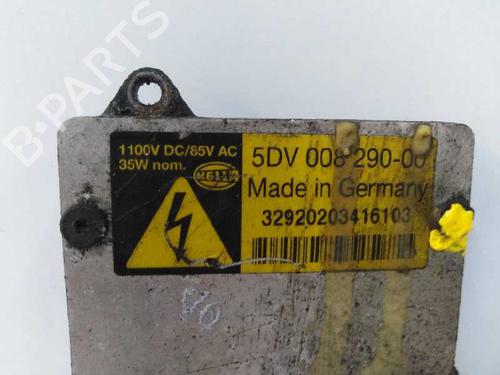 B-PARTS
1100V DC/85V AC
35W nom.
HELLA
5DV 008 290-00
Made in Germany
32920203416103